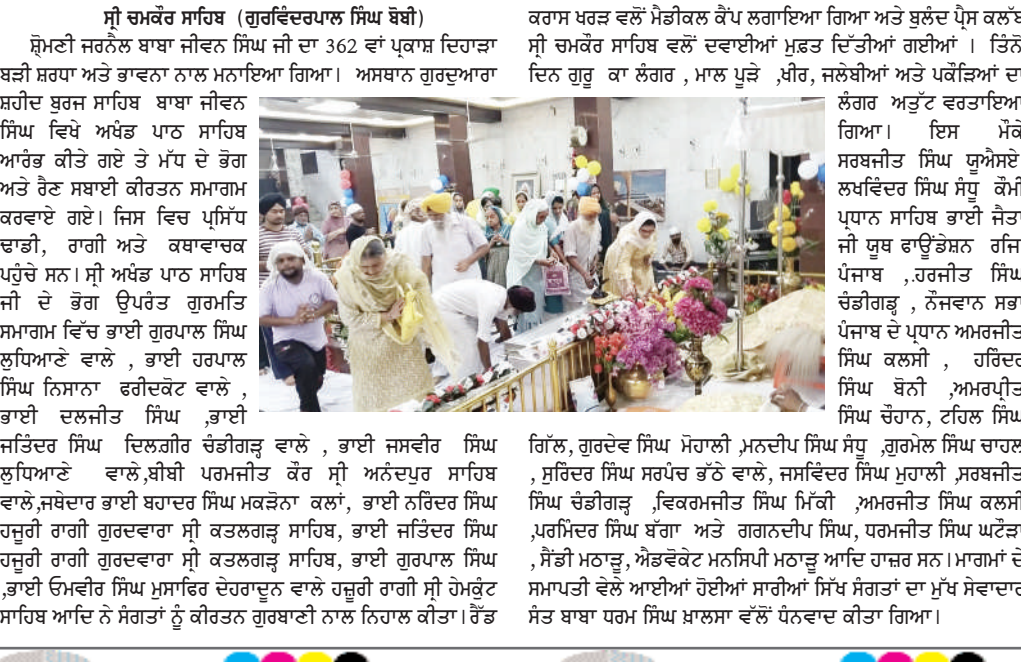 ਸ੍ਰੀ ਚਮਕੌਰ ਸਾਹਿਬ (ਗੁਰਵਿੰਦਰਪਾਲ ਸਿੰਘ ਬੋਬੀ)
ਸ਼੍ਰੋਮਣੀ ਜਰਨੈਲ ਬਾਬਾ ਜੀਵਨ ਸਿੰਘ ਜੀ ਦਾ 362 ਵਾਂ ਪ੍ਰਕਾਸ਼ ਦਿਹਾੜਾ
ਬੜੀ ਸ਼ਰਧਾ ਅਤੇ ਭਾਵਨਾ ਨਾਲ ਮਨਾਇਆ ਗਿਆ। ਅਸਥਾਨ ਗੁਰਦੁਆਰਾ
ਸ਼ਹੀਦ ਬੁਰਜ ਸਾਹਿਬ ਬਾਬਾ ਜੀਵਨ
ਸਿੰਘ ਵਿਖੇ ਅਖੰਡ ਪਾਠ ਸਾਹਿਬ
ਆਰੰਭ ਕੀਤੇ ਗਏ ਤੇ ਮੱਧ ਦੇ ਭੋਗ
ਅਤੇ ਰੈਣ ਸਬਾਈ ਕੀਰਤਨ ਸਮਾਗਮ
ਕਰਵਾਏ ਗਏ। ਜਿਸ ਵਿਚ ਪ੍ਰਸਿੱਧ
ਢਾਡੀ, ਰਾਗੀ ਅਤੇ ਕਥਾਵਾਚਕ
ਪਹੁੰਚੇ ਸਨ। ਸ੍ਰੀ ਅਖੰਡ ਪਾਠ ਸਾਹਿਬ
ਜੀ ਦੇ ਭੋਗ ਉਪਰੰਤ ਗੁਰਮਤਿ
ਸਮਾਗਮ ਵਿੱਚ ਭਾਈ ਗੁਰਪਾਲ ਸਿੰਘ
ਲੁਧਿਆਣੇ ਵਾਲੇ , ਭਾਈ ਹਰਪਾਲ
ਸਿੰਘ ਨਿਸਾਨਾ ਫਰੀਦਕੋਟ ਵਾਲੇ ,
ਭਾਈ ਦਲਜੀਤ ਸਿੰਘ ,ਭਾਈ
ਜਤਿੰਦਰ ਸਿੰਘ ਦਿਲਗੀਰ ਚੰਡੀਗੜ੍ਹ ਵਾਲੇ , ਭਾਈ ਜਸਵੀਰ ਸਿੰਘ
ਲੁਧਿਆਣੇ ਵਾਲੇ,ਬੀਬੀ ਪਰਮਜੀਤ ਕੌਰ ਸ੍ਰੀ ਅਨੰਦਪੁਰ ਸਾਹਿਬ
ਵਾਲੇ,ਜਥੇਦਾਰ ਭਾਈ ਬਹਾਦਰ ਸਿੰਘ ਮਕੜੋਨਾ ਕਲਾਂ, ਭਾਈ ਨਰਿੰਦਰ ਸਿੰਘ
ਹਜੂਰੀ ਰਾਗੀ ਗੁਰਦਵਾਰਾ ਸ੍ਰੀ ਕਤਲਗੜ੍ਹ ਸਾਹਿਬ, ਭਾਈ ਜਤਿੰਦਰ ਸਿੰਘ
ਹਜੂਰੀ ਰਾਗੀ ਗੁਰਦਵਾਰਾ ਸ੍ਰੀ ਕਤਲਗੜ੍ਹ ਸਾਹਿਬ, ਭਾਈ ਗੁਰਪਾਲ ਸਿੰਘ
,ਭਾਈ ਓਮਵੀਰ ਸਿੰਘ ਮੁਸਾਫਿਰ ਦੇਹਰਾਦੂਨ ਵਾਲੇ ਹਜ਼ੂਰੀ ਰਾਗੀ ਸ੍ਰੀ ਹੇਮਕੁੰਟ
ਸਾਹਿਬ ਆਦਿ ਨੇ ਸੰਗਤਾਂ ਨੂੰ ਕੀਰਤਨ ਗੁਰਬਾਣੀ ਨਾਲ ਨਿਹਾਲ ਕੀਤਾ। ਰੈੱਡ
ਕਰਾਸ ਖਰੜ ਵਲੋਂ ਮੈਡੀਕਲ ਕੈਂਪ ਲਗਾਇਆ ਗਿਆ ਅਤੇ ਬੁਲੰਦ ਪ੍ਰੈਸ ਕਲੱਬ
ਸ੍ਰੀ ਚਮਕੌਰ ਸਾਹਿਬ ਵਲੋਂ ਦਵਾਈਆਂ ਮੁਫ਼ਤ ਦਿੱਤੀਆਂ ਗਈਆਂ । ਤਿੰਨੋ
ਦਿਨ ਗੁਰੂ ਕਾ ਲੰਗਰ , ਮਾਲ ਪੂੜੇ ,ਖੀਰ, ਜਲੇਬੀਆਂ ਅਤੇ ਪਕੌੜਿਆਂ ਦਾ
ਲੰਗਰ ਅਤੁੱਟ ਵਰਤਾਇਆ
ਗਿਆ। ਇਸ ਮੌਕੇ
ਸਰਬਜੀਤ ਸਿੰਘ ਯੂਐਸਏ
ਲਖਵਿੰਦਰ ਸਿੰਘ ਸੰਧੂ ਕੌਮੀ
ਪ੍ਰਧਾਨ ਸਾਹਿਬ ਭਾਈ ਜੈਤਾ
ਜੀ ਯੂਥ ਫਾਊਂਡੇਸ਼ਨ ਰਜਿ
ਪੰਜਾਬ ,.ਹਰਜੀਤ ਸਿੰਘ
ਚੰਡੀਗੜ੍ਹ , ਨੌਜਵਾਨ ਸਭਾ
ਪੰਜਾਬ ਦੇ ਪ੍ਰਧਾਨ ਅਮਰਜੀਤ
ਸਿੰਘ ਕਲਸੀ , ਹਰਿੰਦਰ
ਸਿੰਘ ਬੋਨੀ ,ਅਮਰਪ੍ਰੀਤ
ਸਿੰਘ ਚੌਹਾਨ, ਟਹਿਲ ਸਿੰਘ
ਗਿੱਲ, ਗੁਰਦੇਵ ਸਿੰਘ ਮੋਹਾਲੀ ,ਮਨਦੀਪ ਸਿੰਘ ਸੰਧੂ ,ਗੁਰਮੇਲ ਸਿੰਘ ਚਾਹਲ
, ਸੁਰਿੰਦਰ ਸਿੰਘ ਸਰਪੰਚ ਭੱਠੇ ਵਾਲੇ, ਜਸਵਿੰਦਰ ਸਿੰਘ ਮੁਹਾਲੀ ,ਸਰਬਜੀਤ
ਸਿੰਘ ਚੰਡੀਗੜ੍ਹ ,ਵਿਕਰਮਜੀਤ ਸਿੰਘ ਮਿੱਕੀ ,ਅਮਰਜੀਤ ਸਿੰਘ ਕਲਸੀ
,ਪਰਮਿੰਦਰ ਸਿੰਘ ਬੱਗਾ ਅਤੇ ਗਗਨਦੀਪ ਸਿੰਘ, ਧਰਮਜੀਤ ਸਿੰਘ ਘਟੌੜਾ
, ਸੈਂਡੀ ਮਠਾੜੂ, ਐਡਵੋਕੇਟ ਮਨਸਿਪੀ ਮਠਾੜੂ ਆਦਿ ਹਾਜ਼ਰ ਸਨ। ਮਾਗਮਾਂ ਦੇ
ਸਮਾਪਤੀ ਵੇਲੇ ਆਈਆਂ ਹੋਈਆਂ ਸਾਰੀਆਂ ਸਿੱਖ ਸੰਗਤਾਂ ਦਾ ਮੁੱਖ ਸੇਵਾਦਾਰ
ਸੰਤ ਬਾਬਾ ਧਰਮ ਸਿੰਘ ਖ਼ਾਲਸਾ ਵੱਲੋਂ ਧੰਨਵਾਦ ਕੀਤਾ ਗਿਆ।